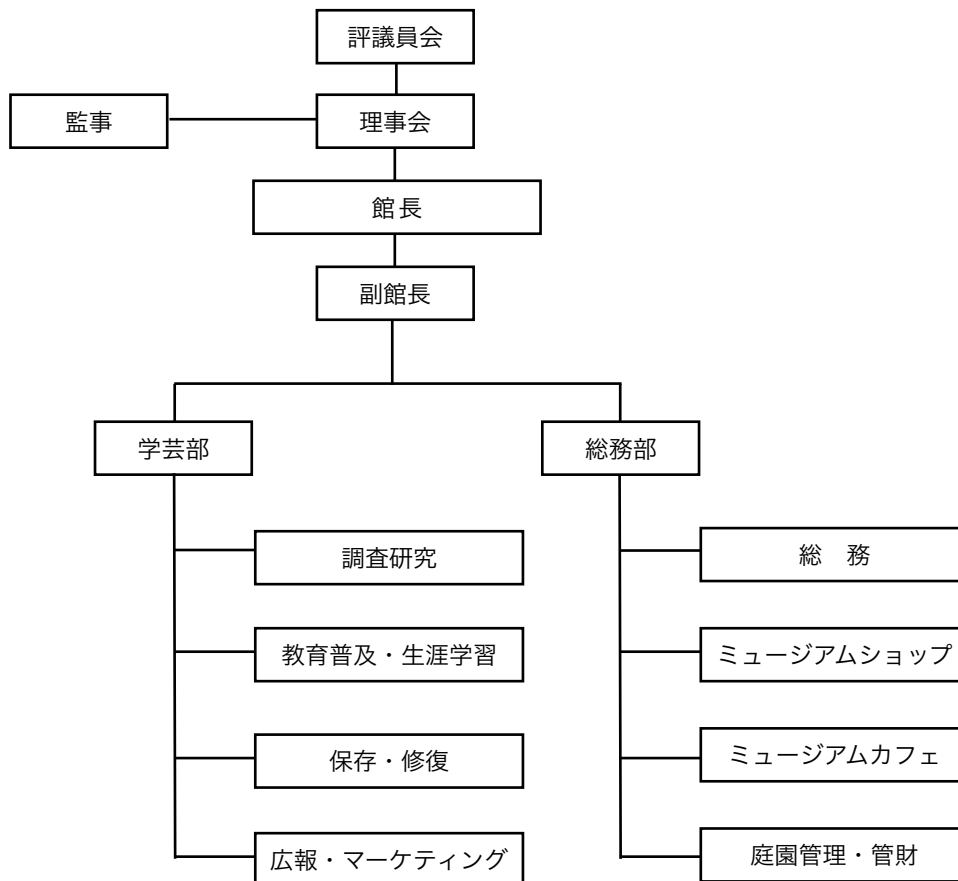 評議員会
監事
理事会
館長
副館長
学芸部
総務部
調査研究
教育普及・生涯学習
保存・修復
広報・マーケティング
総　務
ミュージアムショップ
ミュージアムカフェ
庭園管理・管財